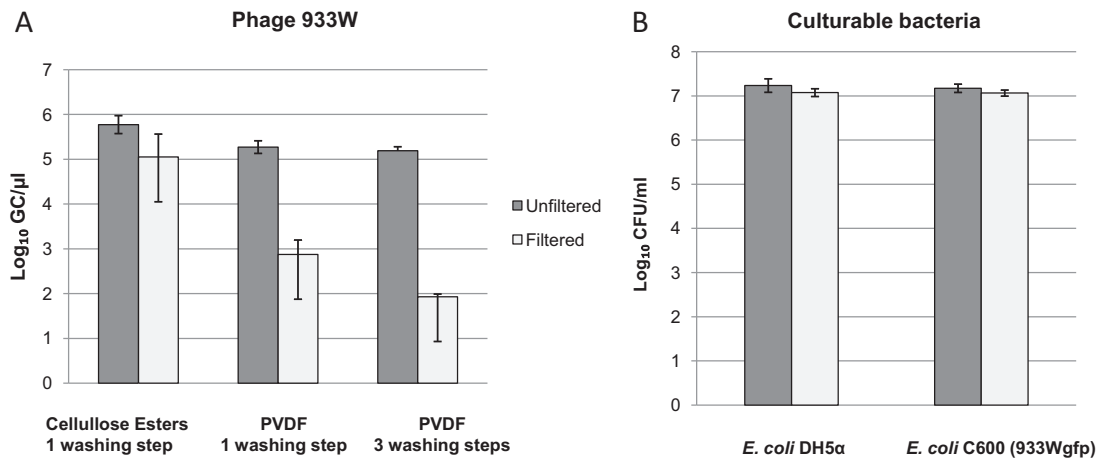 A
Phage 933W
7
6
5
4
3
2
1
0
Log₁₀ GC/µl
Cellullose Esters
1 washing step
PVDF
1 washing step
PVDF
3 washing steps
Unfiltered
Filtered
B
Culturable bacteria
8
7
6
5
4
3
2
1
0
Log₁₀ CFU/ml
E. coli DH5α
E. coli C600 (933Wgfp)